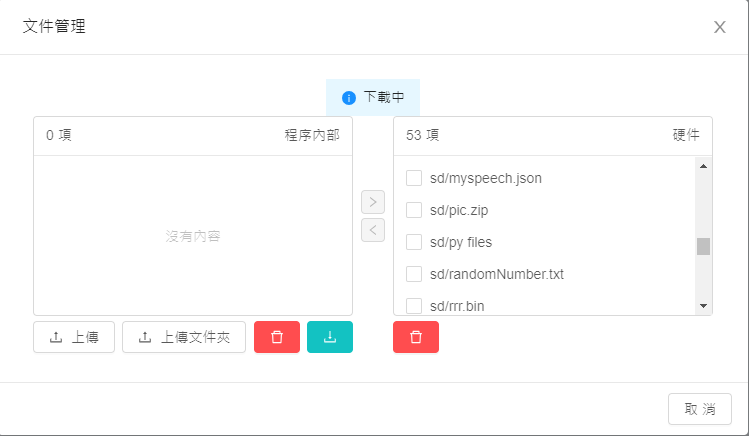 文件管理
下載中
0 項 程序內部
沒有內容
53 項 硬件
sd/myspeech.json
sd/pic.zip
sd/py files
sd/randomNumber.txt
sd/rrr.bin
上傳 上傳文件夾
取 消